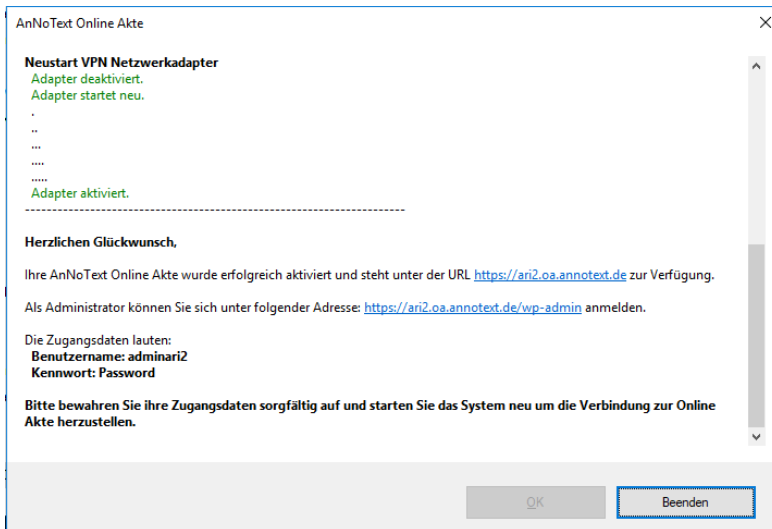 AnNoText Online Akte
Neustart VPN Netzwerkadapter
Adapter deaktiviert.
Adapter startet neu.
.
..
...
....
.....
Adapter aktiviert.
------------------------------------------------------------------------
Herzlichen Glückwunsch,
Ihre AnNoText Online Akte wurde erfolgreich aktiviert und steht unter der URL https://ari2.oa.annotext.de zur Verfügung.
Als Administrator können Sie sich unter folgender Adresse: https://ari2.oa.annotext.de/wp-admin anmelden.
Die Zugangsdaten lauten:
Benutzername: adminari2
Kennwort: Password
Bitte bewahren Sie ihre Zugangsdaten sorgfältig auf und starten Sie das System neu um die Verbindung zur Online
Akte herzustellen.
OK
Beenden